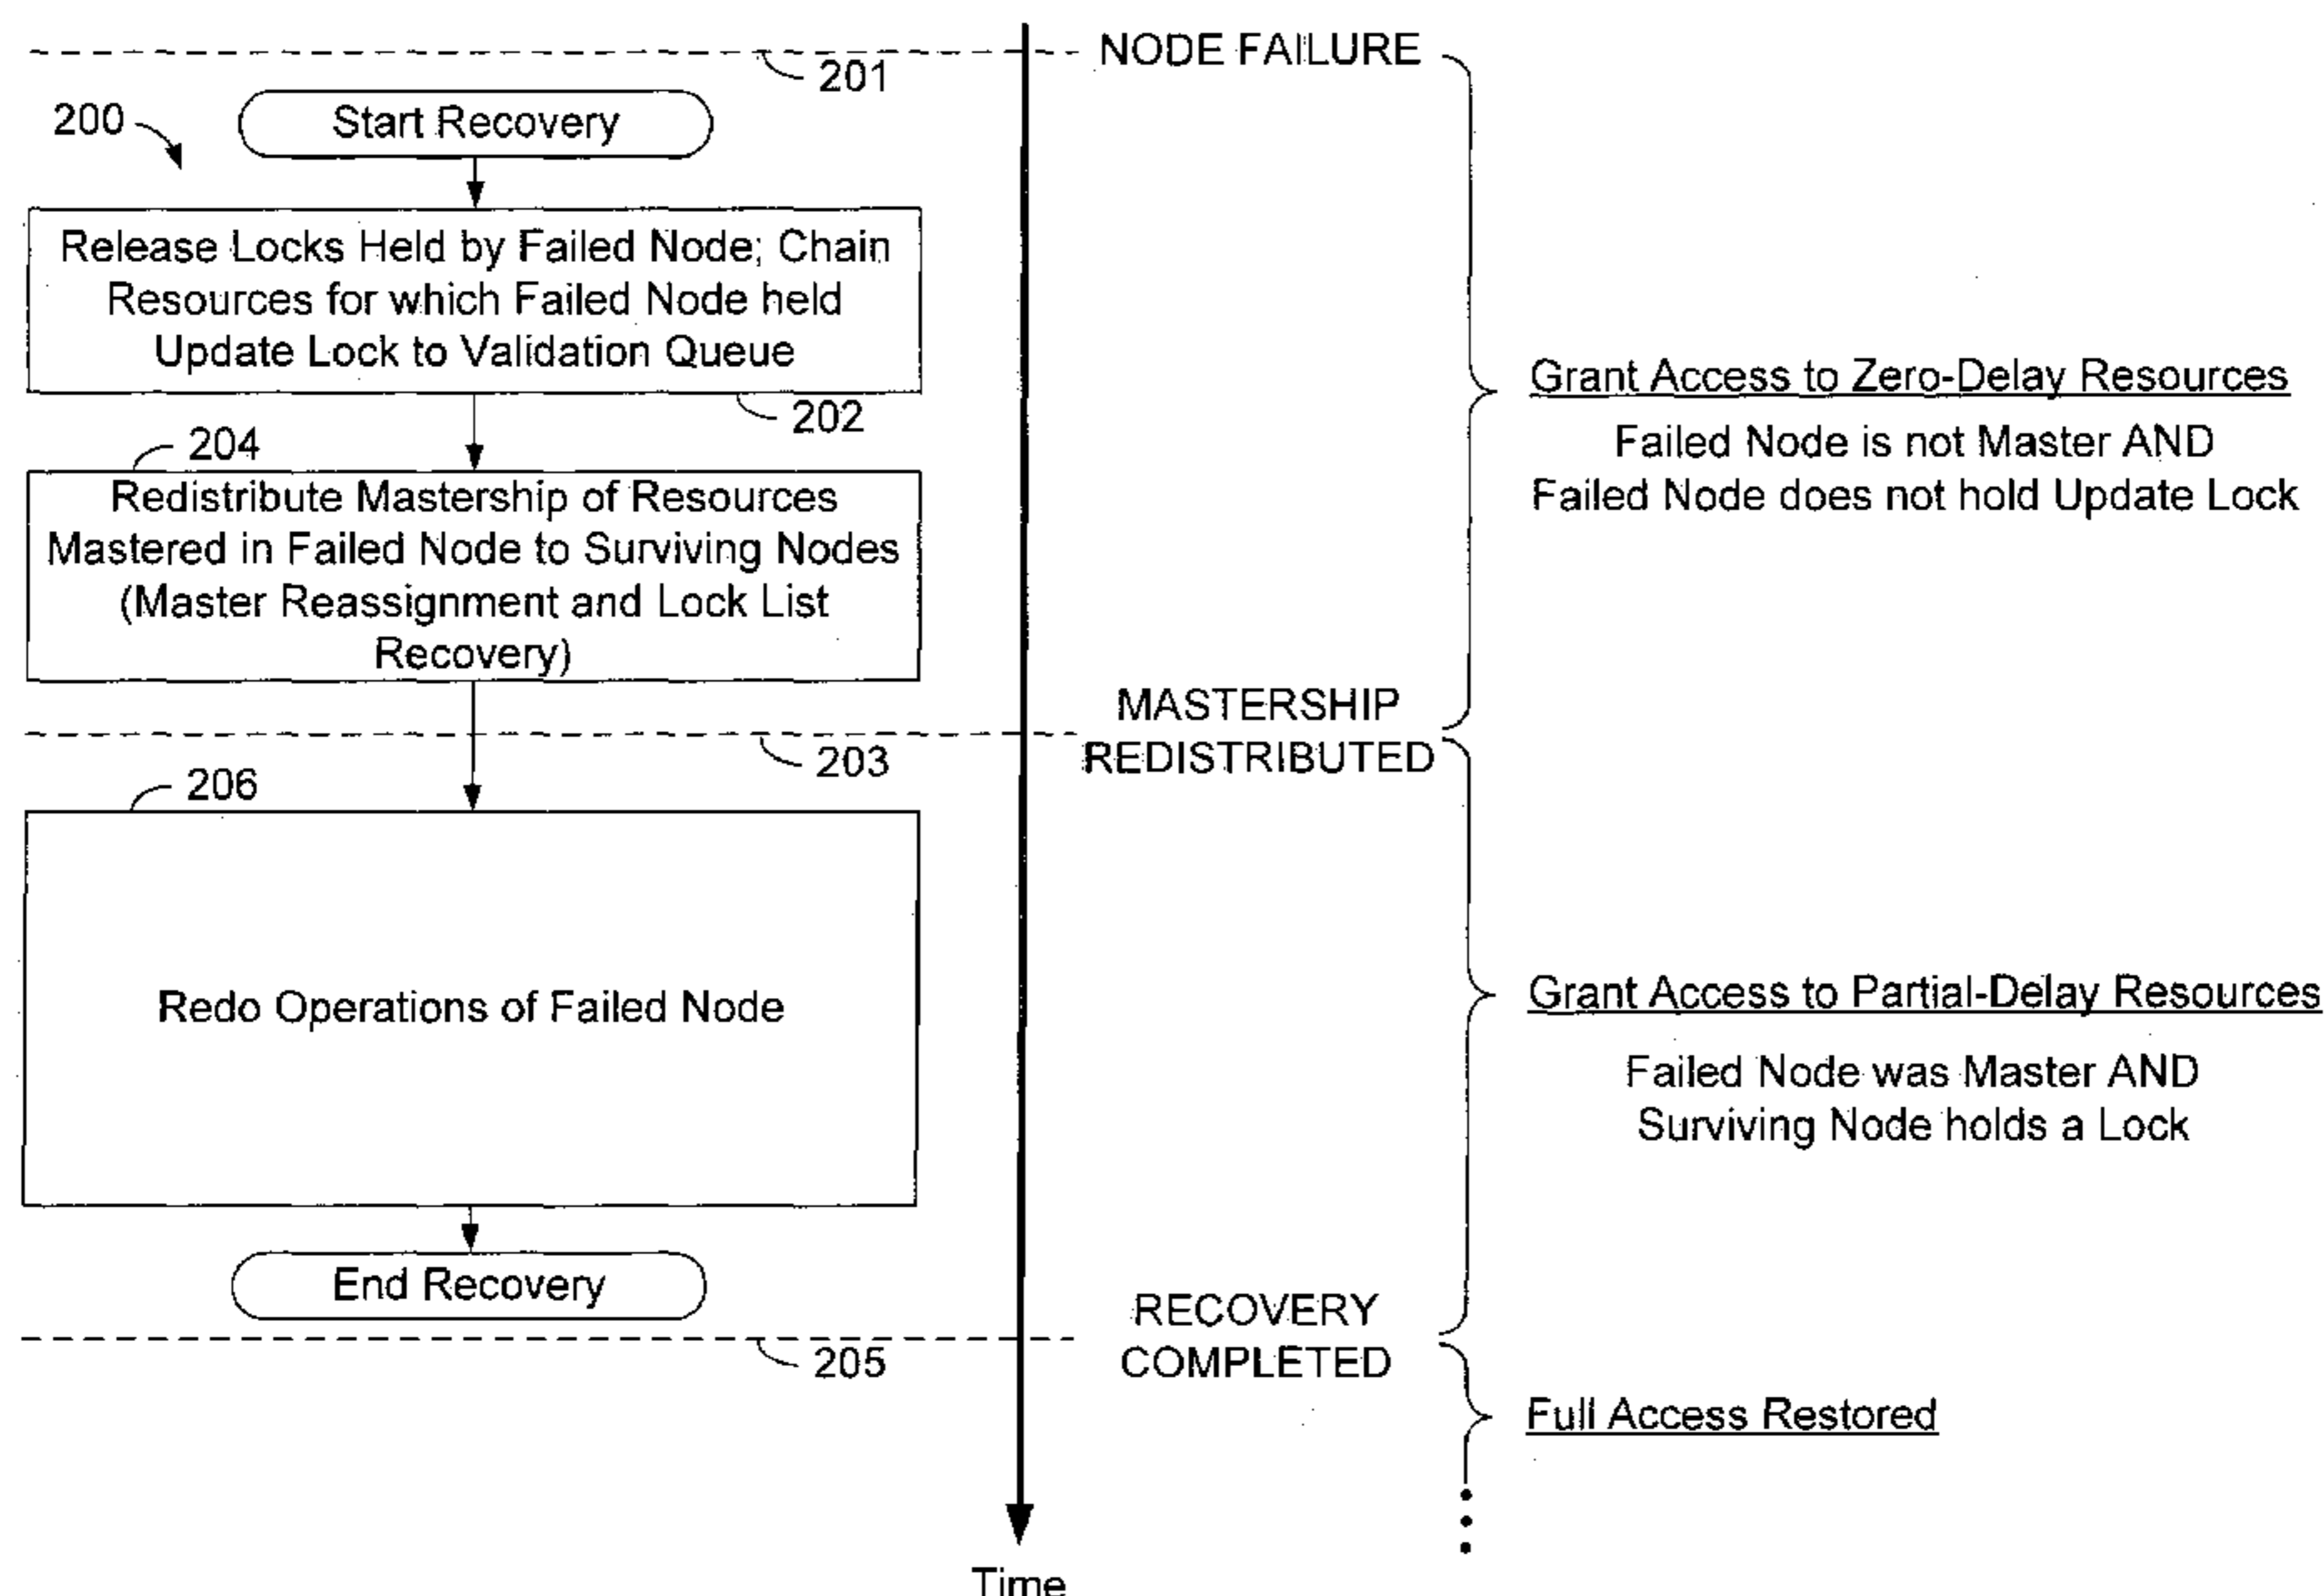 NODE FAILURE
201
200
Start Recovery
Release Locks Held by Failed Node; Chain
Resources for which Failed Node held
Update Lock to Validation Queue
202
Grant Access to Zero-Delay Resources
Failed Node is not Master AND
Failed Node does not hold Update Lock
204
Redistribute Mastership of Resources
Mastered in Failed Node to Surviving Nodes
(Master Reassignment and Lock List
Recovery)
MASTERSHIP
REDISTRIBUTED
203
206
Redo Operations of Failed Node
Grant Access to Partial-Delay Resources
Failed Node was Master AND
Surviving Node holds a Lock
End Recovery
RECOVERY
COMPLETED
205
Full Access Restored
Time